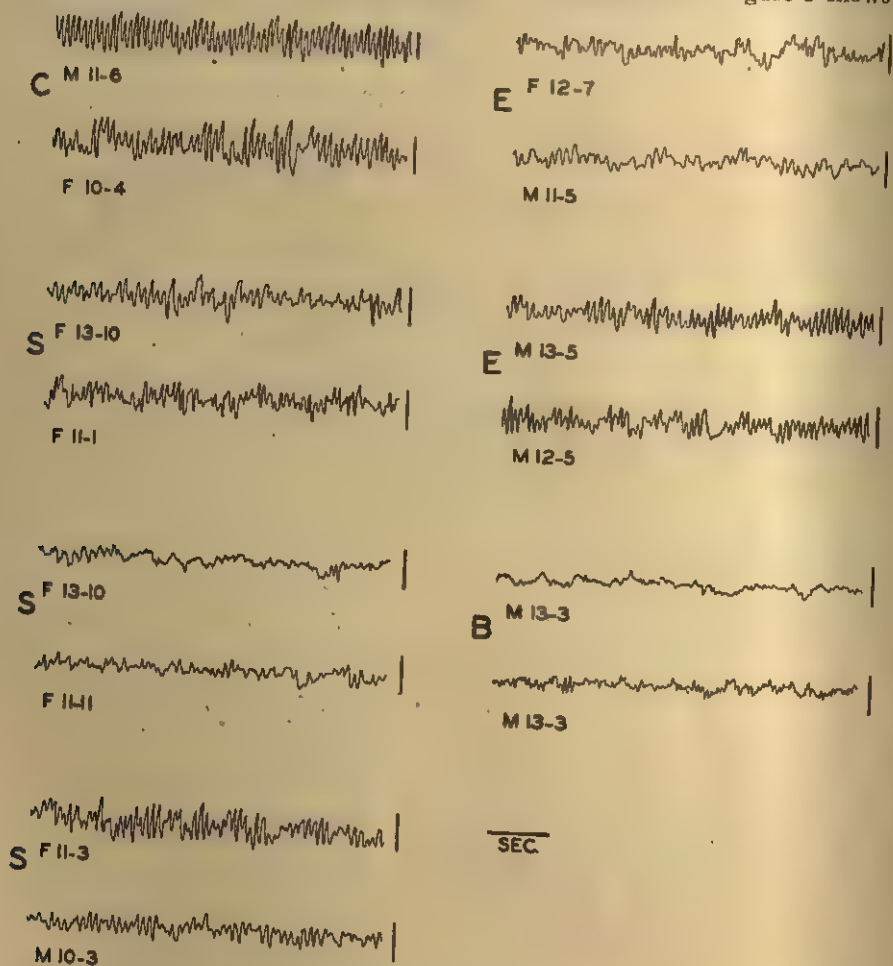 C
M 11-6
F 10-4
S
F 13-10
F 11-1
S
F 13-10
F 11-11
S
F 11-3
M 10-3
E
F 12-7
M 11-5
E
M 13-5
M 12-5
B
M 13-3
M 13-3
SEC.